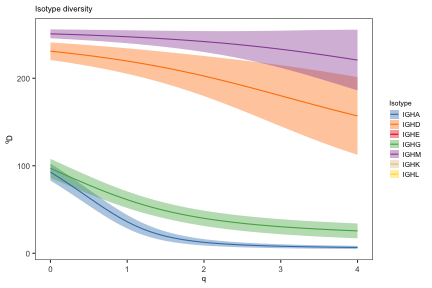 Isotype diversity
qD
200
100
0
0 1 2 3 4
q
Isotype
IGHA
IGHD
IGHE
IGHG
IGHM
IGHK
IGHL